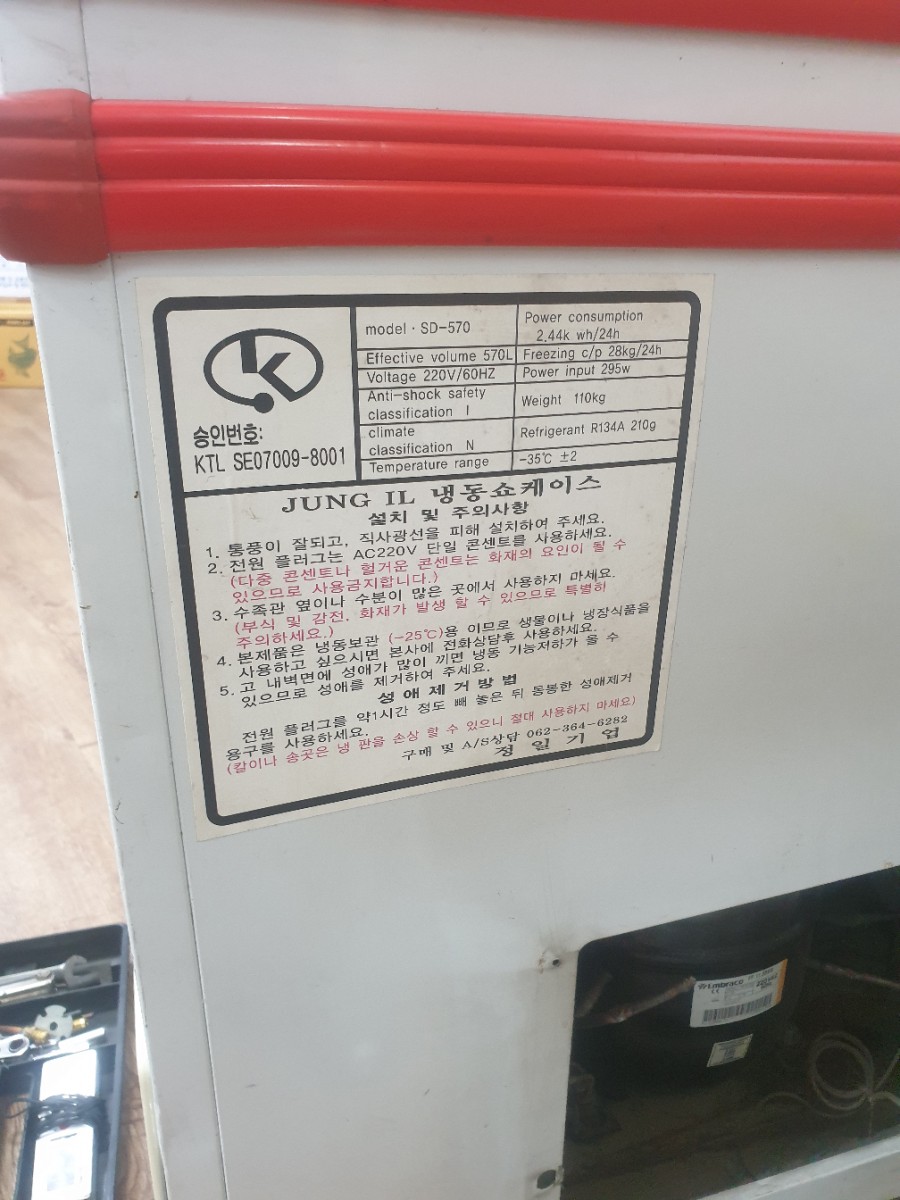 승인번호:
KTL SE07009-8001
model · SD-570
Power consumption
2.44k wh/24h
Effective volume 570L
Freezing c/p 28kg/24h
Voltage 220V/60HZ
Power input 295w
Anti-shock safety
classification I
Weight 110kg
climate
classification N
Refrigerant R134A 210g
Temperature range
-35℃ ±2
JUNG IL 냉동쇼케이스
설치 및 주의사항
1. 통풍이 잘되고, 직사광선을 피해 설치하여 주세요.
2. 전원 플러그는 AC220V 단일 콘센트를 사용하세요.
(다중 콘센트나 헐거운 콘센트는 화재의 요인이 될 수
있으므로 사용금지합니다.)
3. 수족관 옆이나 수분이 많은 곳에서 사용하지 마세요.
(부식 및 감전, 화재가 발생 할 수 있으므로 특별히
주의하세요.)
4. 본제품은 냉동보관 (-25℃)용 이므로 생물이나 냉장식품을
사용하고 싶으시면 본사에 전화상담후 사용하세요.
5. 고 내벽면에 성애가 많이 끼면 냉동 기능저하가 올 수
있으므로 성애를 제거하여 주세요.
성애제거방법
전원 플러그를 약1시간 정도 빼 놓은 뒤 동봉한 성애제거
용구를 사용하세요.
(칼이나 송곳은 냉 판을 손상 할 수 있으니 절대 사용하지 마세요)
구매 및 A/S상담 062-364-6282
정일기업
Embraco